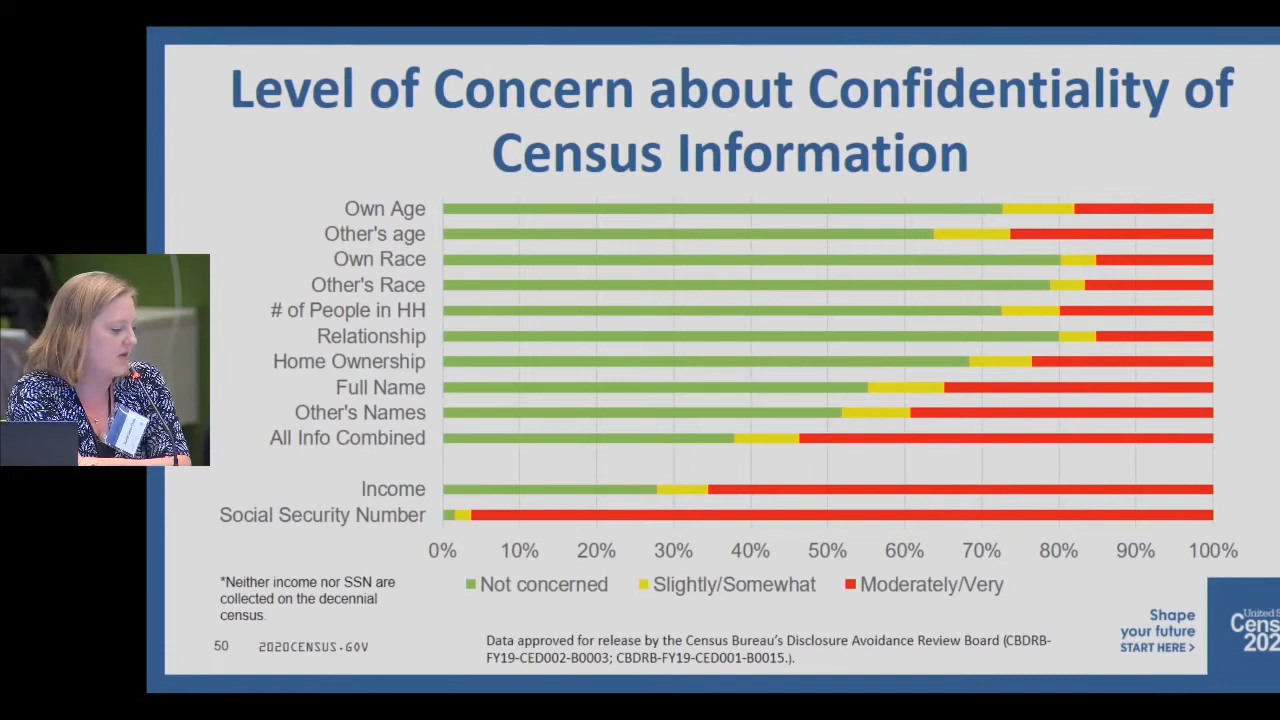 Level of Concern about Confidentiality of
Census Information
Own Age
Other's age
Own Race
Other's Race
# of People in HH
Relationship
Home Ownership
Full Name
Other's Names
All Info Combined
Income
Social Security Number
0% 10% 20% 30% 40% 50% 60% 70% 80% 90% 100%
Not concerned Slightly/Somewhat Moderately/Very
*Neither income nor SSN are
collected on the decennial
census.
50 2020CENSUS.GOV
Data approved for release by the Census Bureau's Disclosure Avoidance Review Board (CBDRB-
FY19-CED002-B0003; CBDRB-FY19-CED001-B0015.).
Shape
your future
START HERE >
United S
Cens
202